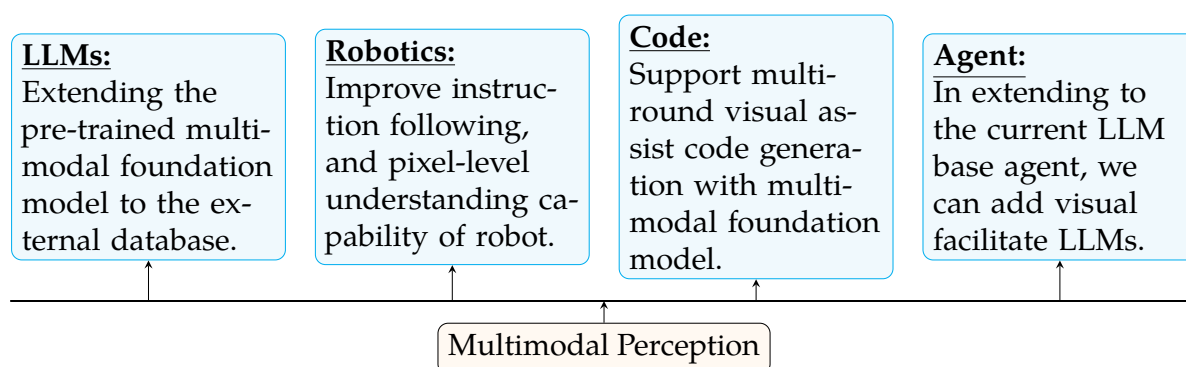 LLMs:
Extending the
pre-trained multi-
modal foundation
model to the ex-
ternal database.
Robotics:
Improve instruc-
tion following,
and pixel-level
understanding ca-
pability of robot.
Code:
Support multi-
round visual as-
sist code genera-
tion with multi-
modal foundation
model.
Agent:
In extending to
the current LLM
base agent, we
can add visual
facilitate LLMs.
Multimodal Perception